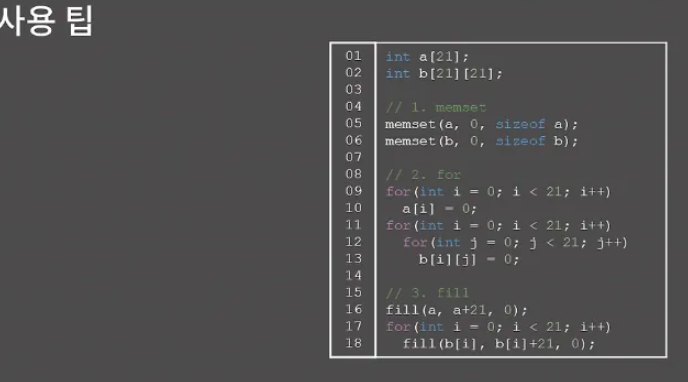 사용 팁
01 int a[21];
02 int b[21][21];
03
04 // 1. memset
05 memset(a, 0, sizeof a);
06 memset(b, 0, sizeof b);
07
08 // 2. for
09 for(int i = 0; i < 21; i++)
10   a[i] = 0;
11 for(int i = 0; i < 21; i++)
12   for(int j = 0; j < 21; j++)
13     b[i][j] = 0;
14
15 // 3. fill
16 fill(a, a+21, 0);
17 for(int i = 0; i < 21; i++)
18   fill(b[i], b[i]+21, 0);